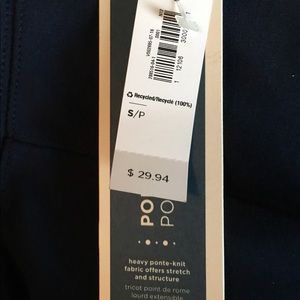 ♻ Recycled/Recyclé (100%)
S/P
$ 29.94
PO
PO
heavy ponte-knit
fabric offers stretch
and structure
tricot point de rome
lourd extensible